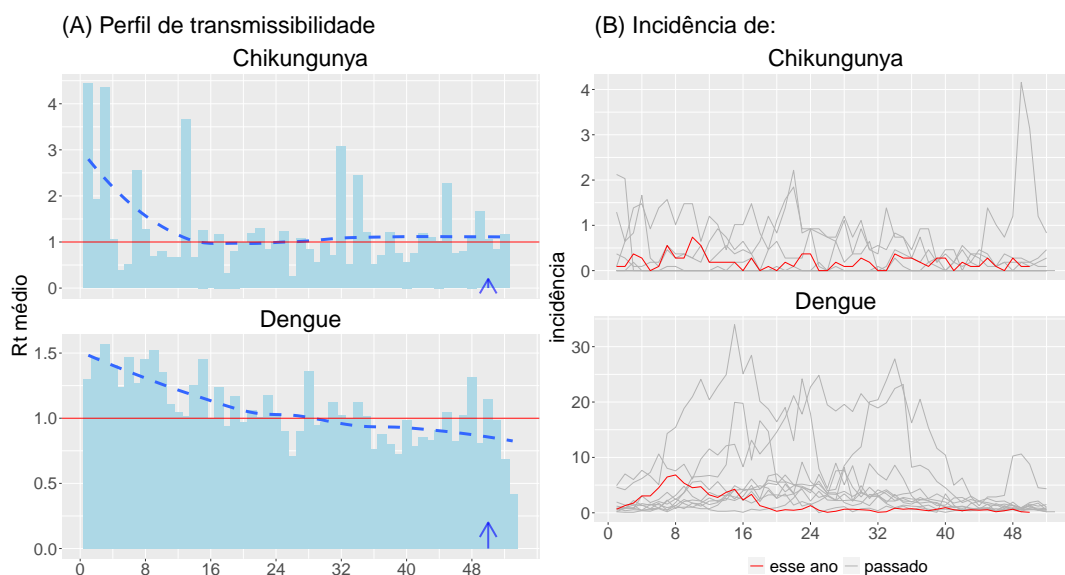 (A) Perfil de transmissibilidade
Chikungunya
4
3
2
1
0
Dengue
1.5
1.0
0.5
0.0
0 8 16 24 32 40 48
Rt médio
(B) Incidência de:
Chikungunya
4
3
2
1
0
Dengue
30
20
10
0
0 8 16 24 32 40 48
incidência
esse ano passado